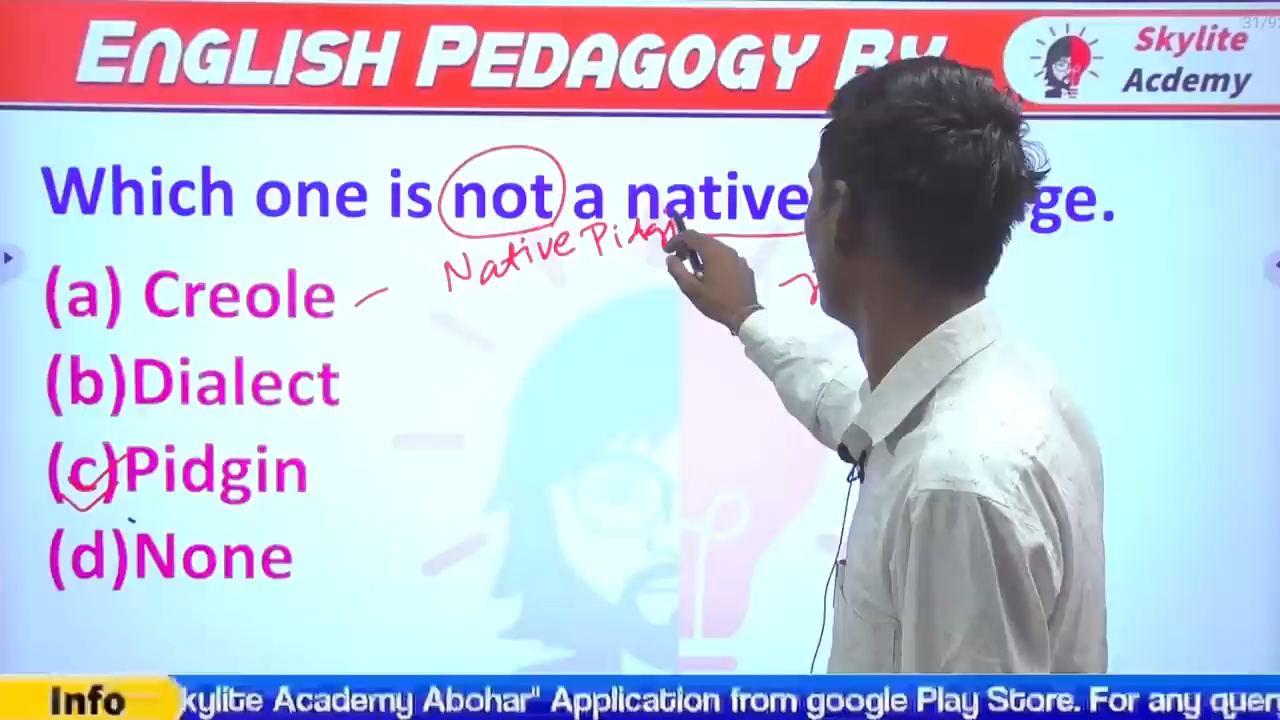 ENGLISH PEDAGOGY By
Skylite
Acdemy
Which one is not a native ge.
Native Pidgi
(a) Creole
(b)Dialect
(c)Pidgin
(d)None
Info kylite Academy Abohar" Application from google Play Store. For any quer